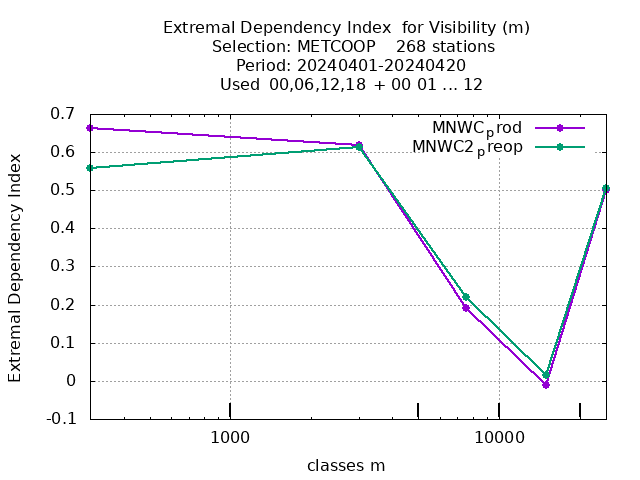 Extremal Dependency Index  for Visibility (m)
Selection: METCOOP    268 stations
Period: 20240401-20240420
Used  00,06,12,18 + 00 01 ... 12
MNWC_prod
MNWC2_preop
Extremal Dependency Index
0.7
0.6
0.5
0.4
0.3
0.2
0.1
0
-0.1
1000
10000
classes m